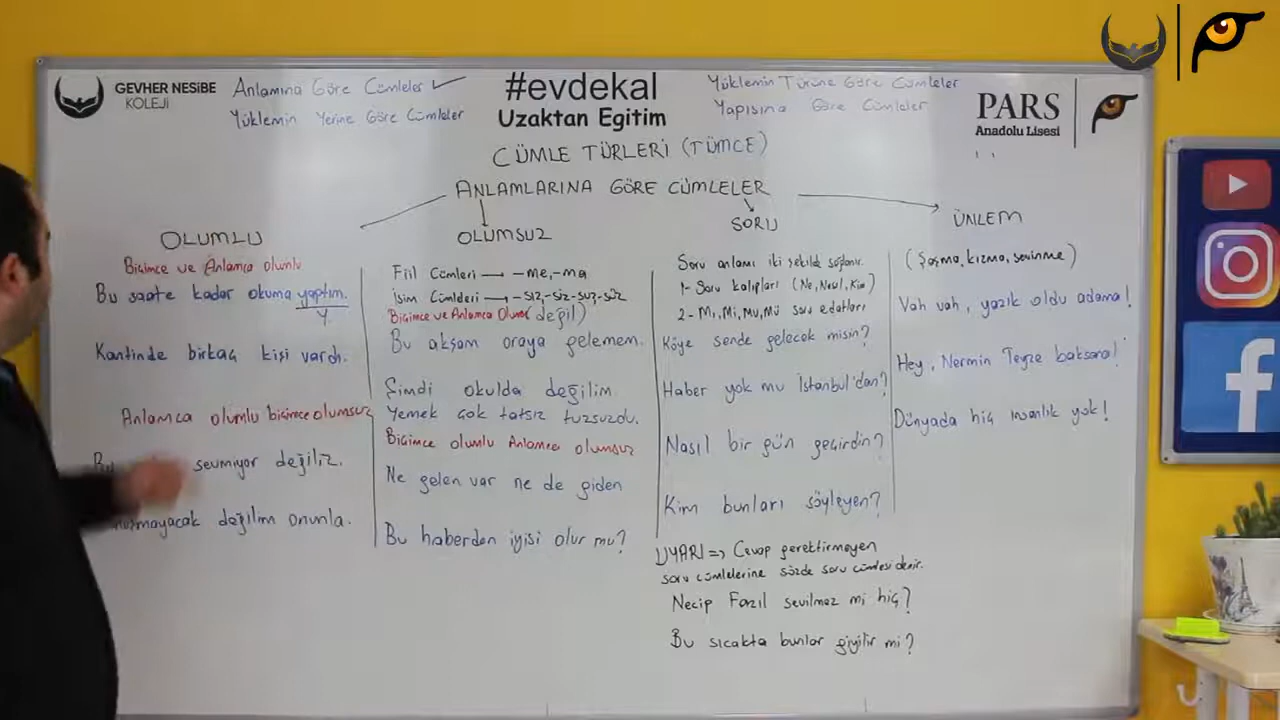 GEVHER NESIBE
KOLEJI
Anlamına Göre Cümleler ✓
Yüklemin Yerine Göre Cümleler
#evdekal
Uzaktan Egitim
Yüklemin Türüne Göre Cümleler
Yapısına Göre Cümleler
PARS
Anadolu Lisesi
CÜMLE TÜRLERİ (TÜMCE)
ANLAMLARINA GÖRE CÜMLELER
OLUMLU
Biçimce ve Anlamca olumlu
Bu saate kadar okuma yaptım.
Y.
Kantinde birkaç kişi vardı.
Anlamca olumlu biçimce olumsuz
sevmiyor değiliz.
değilim onunla.
OLUMSUZ
Fiil Cümleri → -me, -ma
İsim Cümleleri → -sız, -siz -suz, -süz
Biçimce ve Anlamca (değil)
Bu akşam oraya gelemem.
Şimdi okulda değilim.
Yemek çok tatsız tuzsuzdu.
Biçimce olumlu Anlamca olumsuz
Ne gelen var ne de giden
Bu haberden iyisi olur mu?
SORU
Soru anlamı iki şekilde sağlanır.
1- Soru kalıpları (Ne, Nasıl, Kim)
2- Mı, Mi, Mu, Mü soru edatları
Köye sende gelecek misin?
Haber yok mu İstanbul'dan?
Nasıl bir gün geçirdin?
Kim bunları söyleyen?
UYARI => Cevap gerektirmeyen
soru cümlelerine sözde soru cümlesi denir.
Necip Fazıl sevilmez mi hiç?
Bu sıcakta bunlar giyilir mi?
ÜNLEM
(Şaşma, kızma, sevinme)
Vah vah, yazık oldu adama!
Hey, Nermin Teyze baksana!
Dünyada hiç insanlık yok!